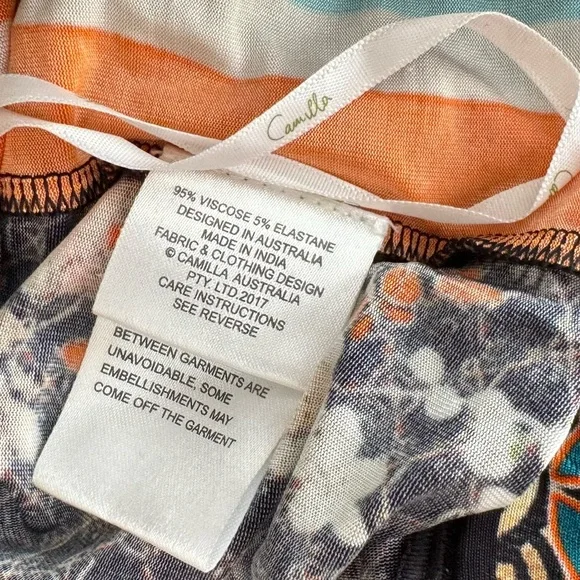 Camilla
95% VISCOSE 5% ELASTANE
DESIGNED IN AUSTRALIA
MADE IN INDIA
FABRIC & CLOTHING DESIGN
© CAMILLA AUSTRALIA
PTY. LTD 2017
CARE INSTRUCTIONS
SEE REVERSE
BETWEEN GARMENTS ARE
UNAVOIDABLE. SOME
EMBELLISHMENTS MAY
COME OFF THE GARMENT